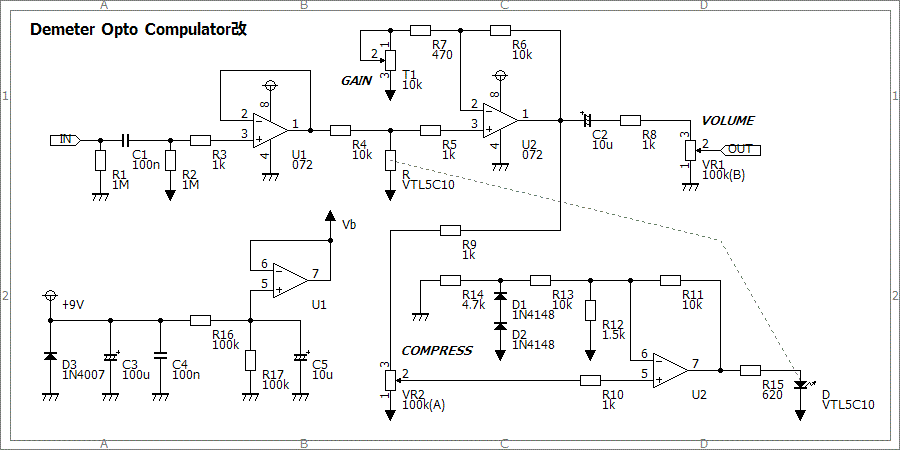 A B C D
Demeter Opto Compulator改
1 1
2 2
A B C D
GAIN
T1
10k
1
2
3
R7
470
R6
10k
IN
C1
100n
R1
1M
R2
1M
R3
1k
2
3
8
4
1
U1
072
R4
10k
R
VTL5C10
R5
1k
2
3
8
4
1
U2
072
C2
10u
R8
1k
VOLUME
3
2
1
OUT
VR1
100k(B)
Vb
6
5
7
U1
+9V
D3
1N4007
C3
100u
C4
100n
R16
100k
R17
100k
C5
10u
R9
1k
R14
4.7k
D1
1N4148
D2
1N4148
R13
10k
R12
1.5k
R11
10k
COMPRESS
3
2
1
VR2
100k(A)
R10
1k
6
5
7
U2
R15
620
D
VTL5C10